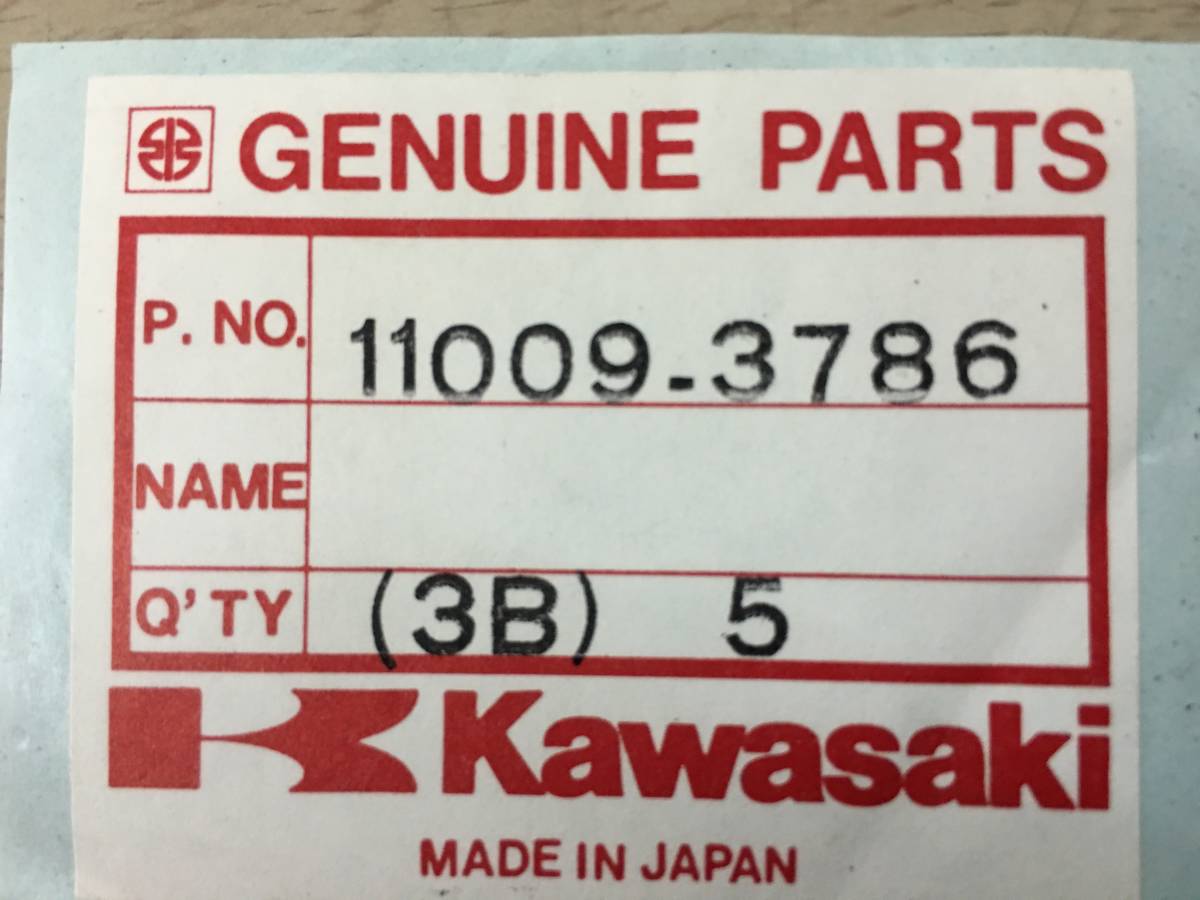 GENUINE PARTS
P. NO. 11009-3786
NAME
Q'TY (3B) 5
Kawasaki
MADE IN JAPAN